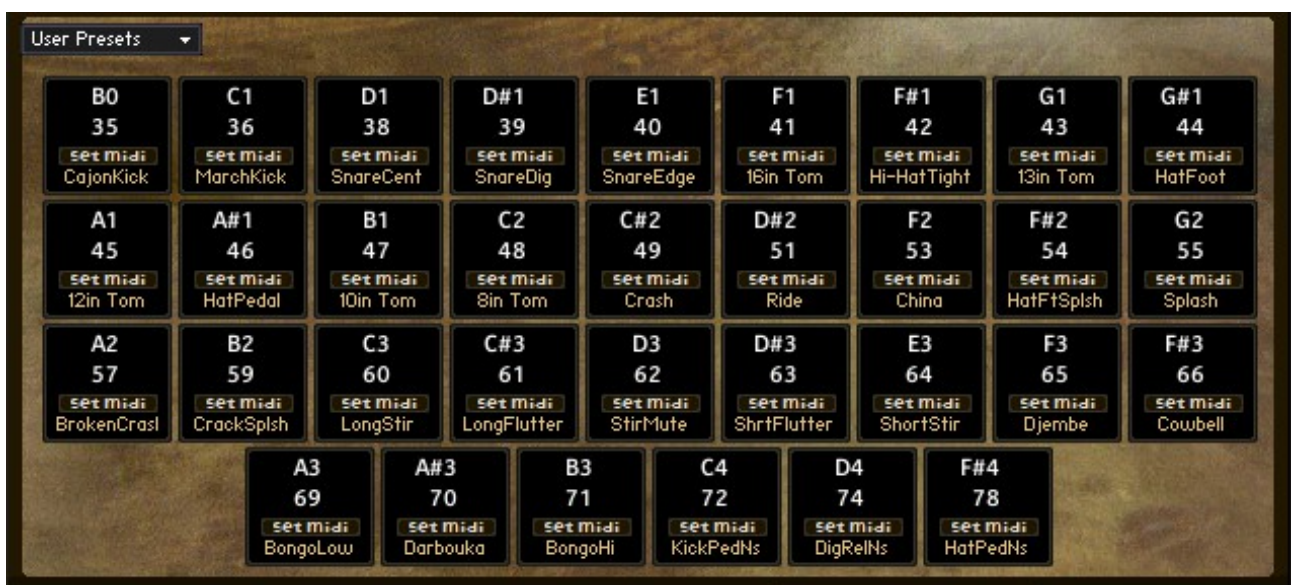 User Presets
B0 C1 D1 D#1 E1 F1 F#1 G1 G#1
35 36 38 39 40 41 42 43 44
set midi set midi set midi set midi set midi set midi set midi set midi set midi
CajonKick MarchKick SnareCent SnareDig SnareEdge 16in Tom Hi-HatTight 13in Tom HatFoot
A1 A#1 B1 C2 C#2 D#2 F2 F#2 G2
45 46 47 48 49 51 53 54 55
set midi set midi set midi set midi set midi set midi set midi set midi set midi
12in Tom HatPedal 10in Tom 8in Tom Crash Ride China HatFtSplsh Splash
A2 B2 C3 C#3 D3 D#3 E3 F3 F#3
57 59 60 61 62 63 64 65 66
set midi set midi set midi set midi set midi set midi set midi set midi set midi
BrokenCrasl CrackSplsh LongStir LongFlutter StirMute ShrtFlutter ShortStir Djembe Cowbell
A3 A#3 B3 C4 D4 F#4
69 70 71 72 74 78
set midi set midi set midi set midi set midi set midi
BongoLow Darbouka BongoHi KickPedNs DigRelNs HatPedNs